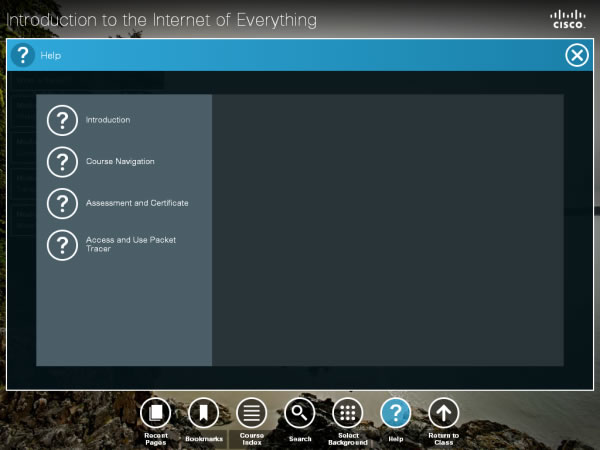 Introduction to the Internet of Everything
CISCO
? Help
? Introduction
? Course Navigation
? Assessment and Certificate
? Access and Use Packet
Tracer
Recent
Pages
Bookmarks
Course
Index
Search
Select
Background
?
Help
Return to
Class